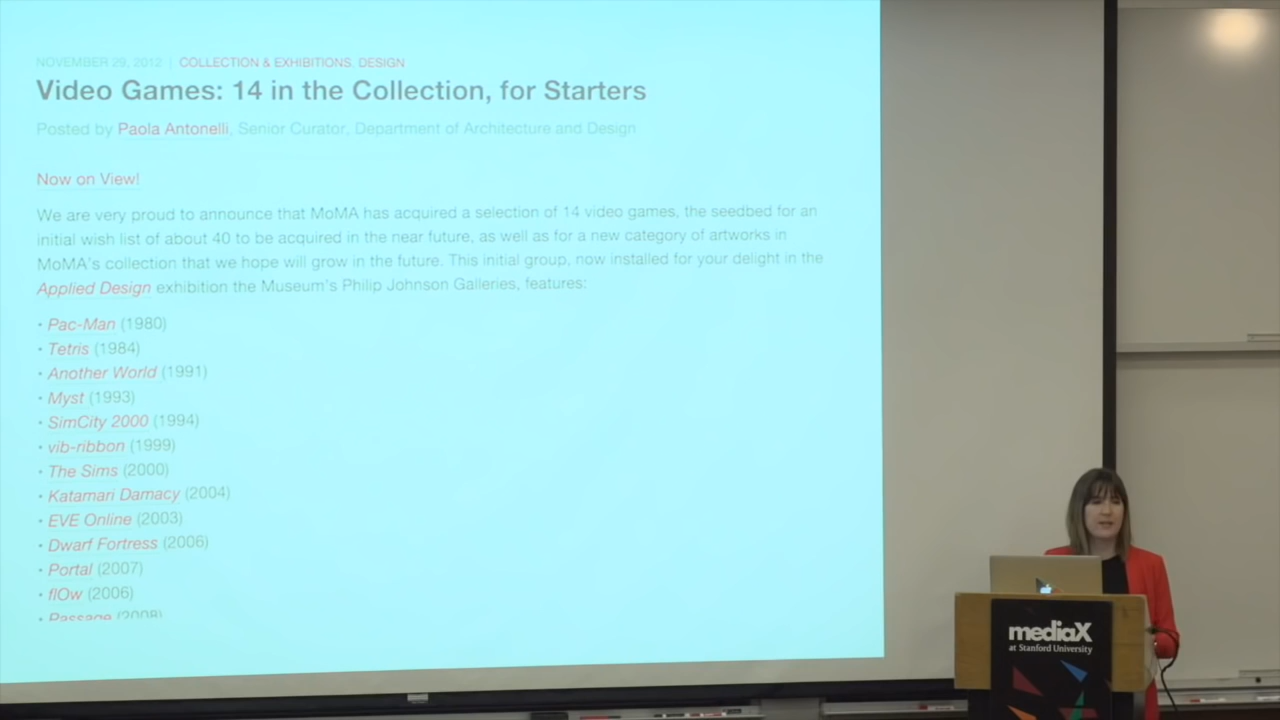 NOVEMBER 29, 2012 | COLLECTION & EXHIBITIONS, DESIGN
Video Games: 14 in the Collection, for Starters
Posted by Paola Antonelli, Senior Curator, Department of Architecture and Design
Now on View!
We are very proud to announce that MoMA has acquired a selection of 14 video games, the seedbed for an
initial wish list of about 40 to be acquired in the near future, as well as for a new category of artworks in
MoMA's collection that we hope will grow in the future. This initial group, now installed for your delight in the
Applied Design exhibition the Museum's Philip Johnson Galleries, features:
• Pac-Man (1980)
• Tetris (1984)
• Another World (1991)
• Myst (1993)
• SimCity 2000 (1994)
• vib-ribbon (1999)
• The Sims (2000)
• Katamari Damacy (2004)
• EVE Online (2003)
• Dwarf Fortress (2006)
• Portal (2007)
• flOw (2006)
• Passage (2008)
mediaX
at Stanford University